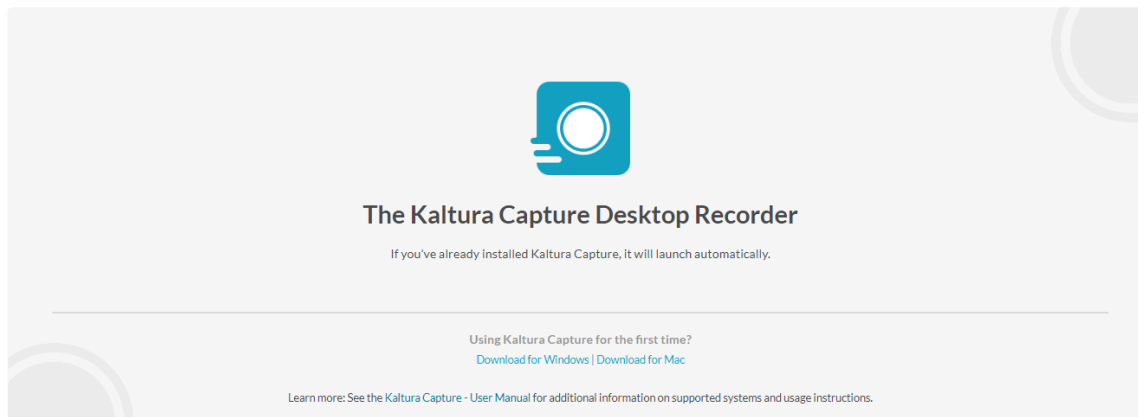 The Kaltura Capture Desktop Recorder
If you've already installed Kaltura Capture, it will launch automatically.
Using Kaltura Capture for the first time?
Download for Windows | Download for Mac
Learn more: See the Kaltura Capture - User Manual for additional information on supported systems and usage instructions.